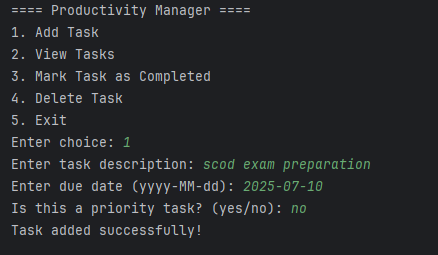 ==== Productivity Manager ====
1. Add Task
2. View Tasks
3. Mark Task as Completed
4. Delete Task
5. Exit
Enter choice: 1
Enter task description: scod exam preparation
Enter due date (yyyy-MM-dd): 2025-07-10
Is this a priority task? (yes/no): no
Task added successfully!